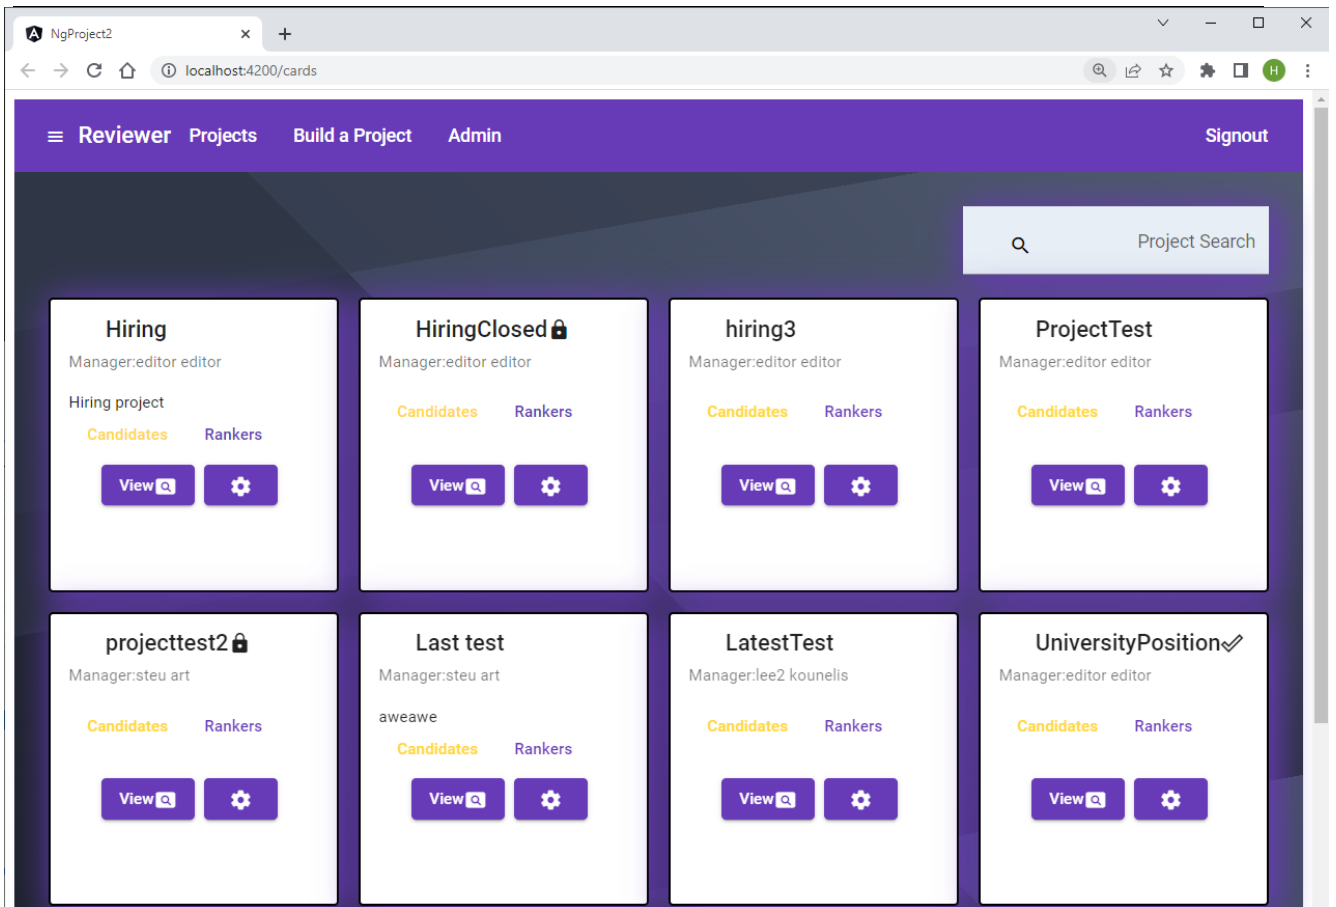 NgProject2
localhost:4200/cards
H
Reviewer Projects Build a Project Admin Signout
Project Search
Hiring
Manager:editor editor
Hiring project
Candidates Rankers
View
HiringClosed
Manager:editor editor
Candidates Rankers
View
hiring3
Manager:editor editor
Candidates Rankers
View
ProjectTest
Manager:editor editor
Candidates Rankers
View
projecttest2
Manager:steu art
Candidates Rankers
View
Last test
Manager:steu art
aweawe
Candidates Rankers
View
LatestTest
Manager:lee2 kounelis
Candidates Rankers
View
UniversityPosition
Manager:editor editor
Candidates Rankers
View